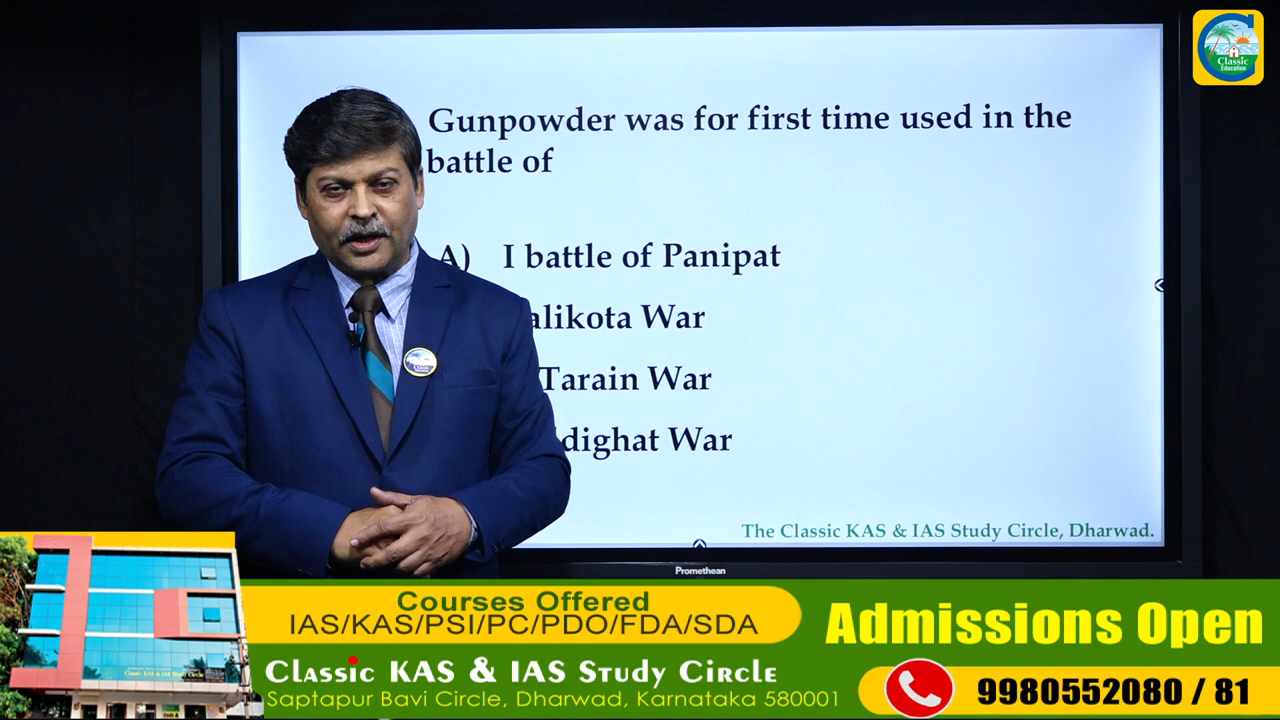 Classic
Education
Gunpowder was for first time used in the
battle of
A) I battle of Panipat
alikota War
Tarain War
dighat War
The Classic KAS & IAS Study Circle, Dharwad.
Promethean
Courses Offered
IAS/KAS/PSI/PC/PDO/FDA/SDA
Admissions Open
Classic KAS & IAS Study Circle
Saptapur Bavi Circle, Dharwad, Karnataka 580001
9980552080 / 81